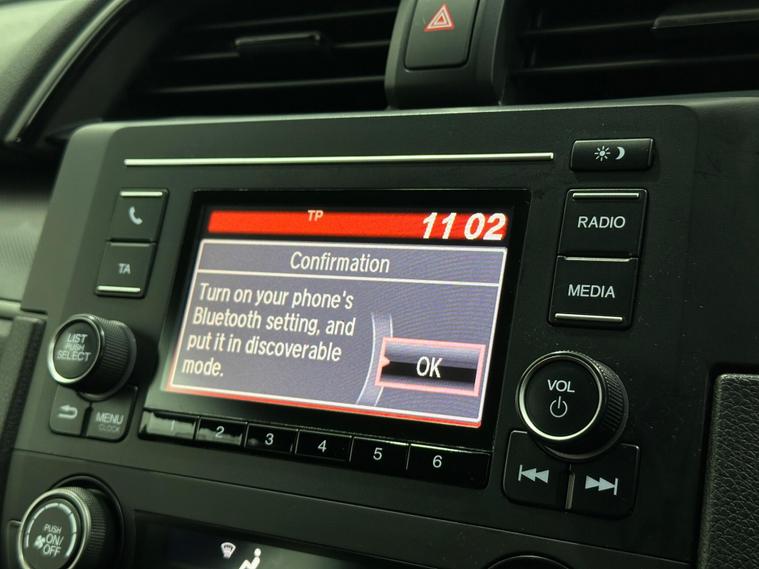 TP
11 02
Confirmation
Turn on your phone's
Bluetooth setting, and
put it in discoverable
mode.
OK
TA
LIST
PUSH
SELECT
MENU
CLOCK
1 2 3 4 5 6
RADIO
MEDIA
VOL
PUSH
ON/
OFF